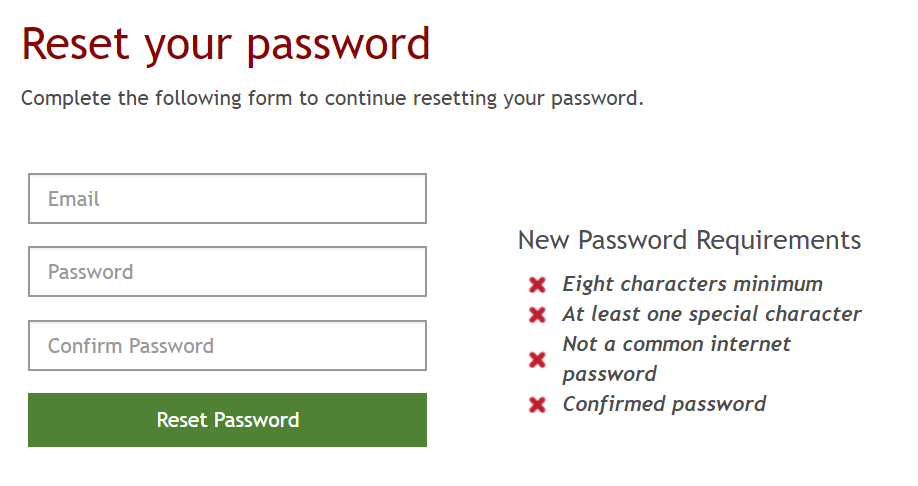 Reset your password
Complete the following form to continue resetting your password.
Email
Password
Confirm Password
Reset Password
New Password Requirements
Eight characters minimum
At least one special character
Not a common internet
password
Confirmed password